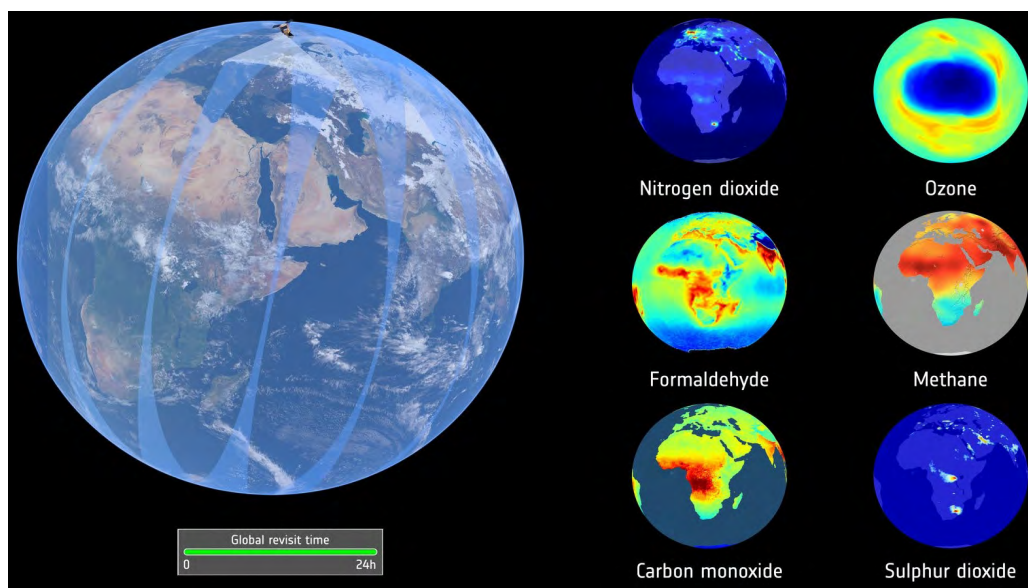 Nitrogen dioxide
Ozone
Formaldehyde
Methane
Carbon monoxide
Sulphur dioxide
Global revisit time
0
24h